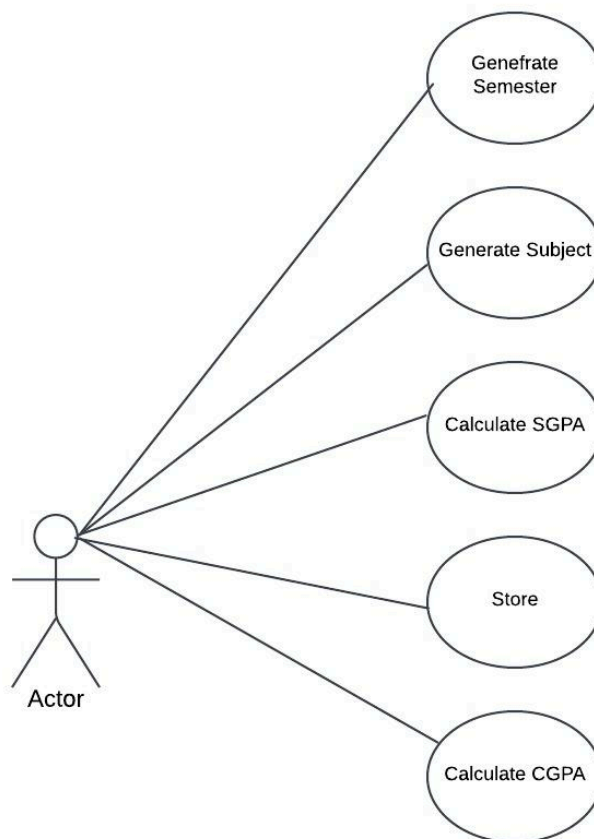 Genefrate
Semester
Generate Subject
Calculate SGPA
Store
Actor
Calculate CGPA